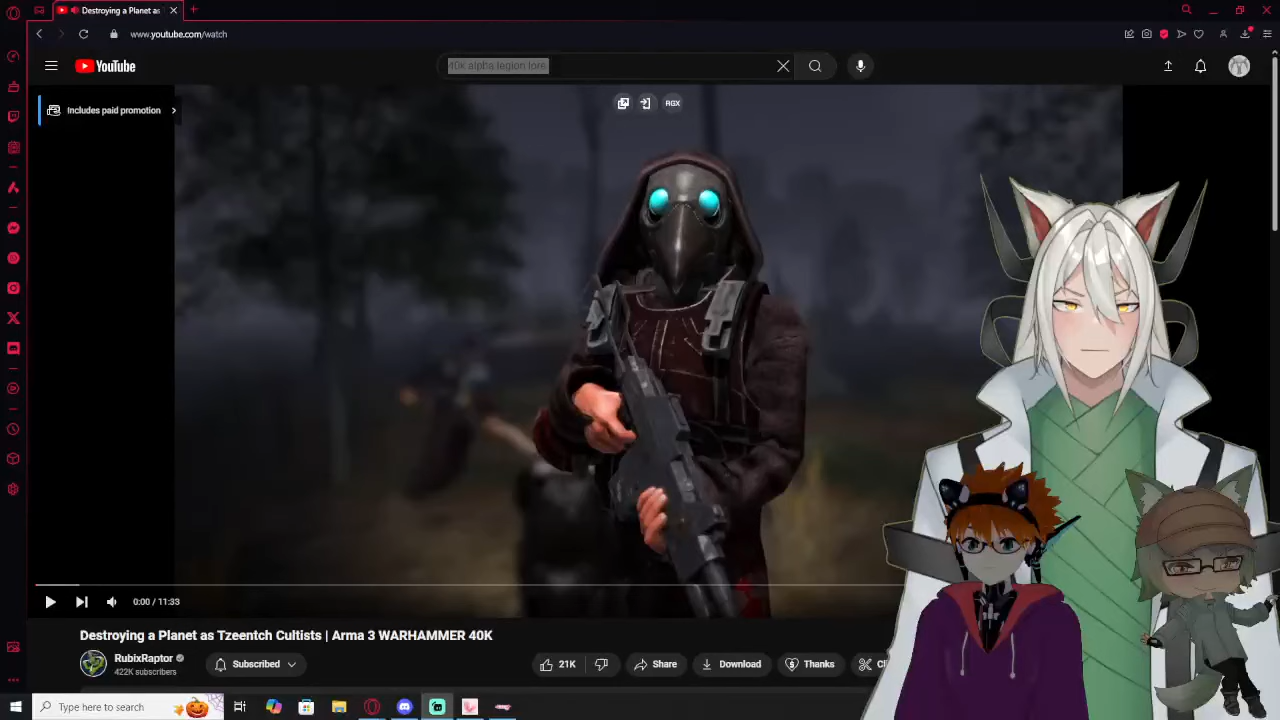 Destroying a Planet as
www.youtube.com/watch
YouTube
40k alpha legion lore
Includes paid promotion
RGX
0:00 / 11:33
Destroying a Planet as Tzeentch Cultists | Arma 3 WARHAMMER 40K
RubixRaptor
422K subscribers
Subscribed
21K
Share
Download
Thanks
Type here to search